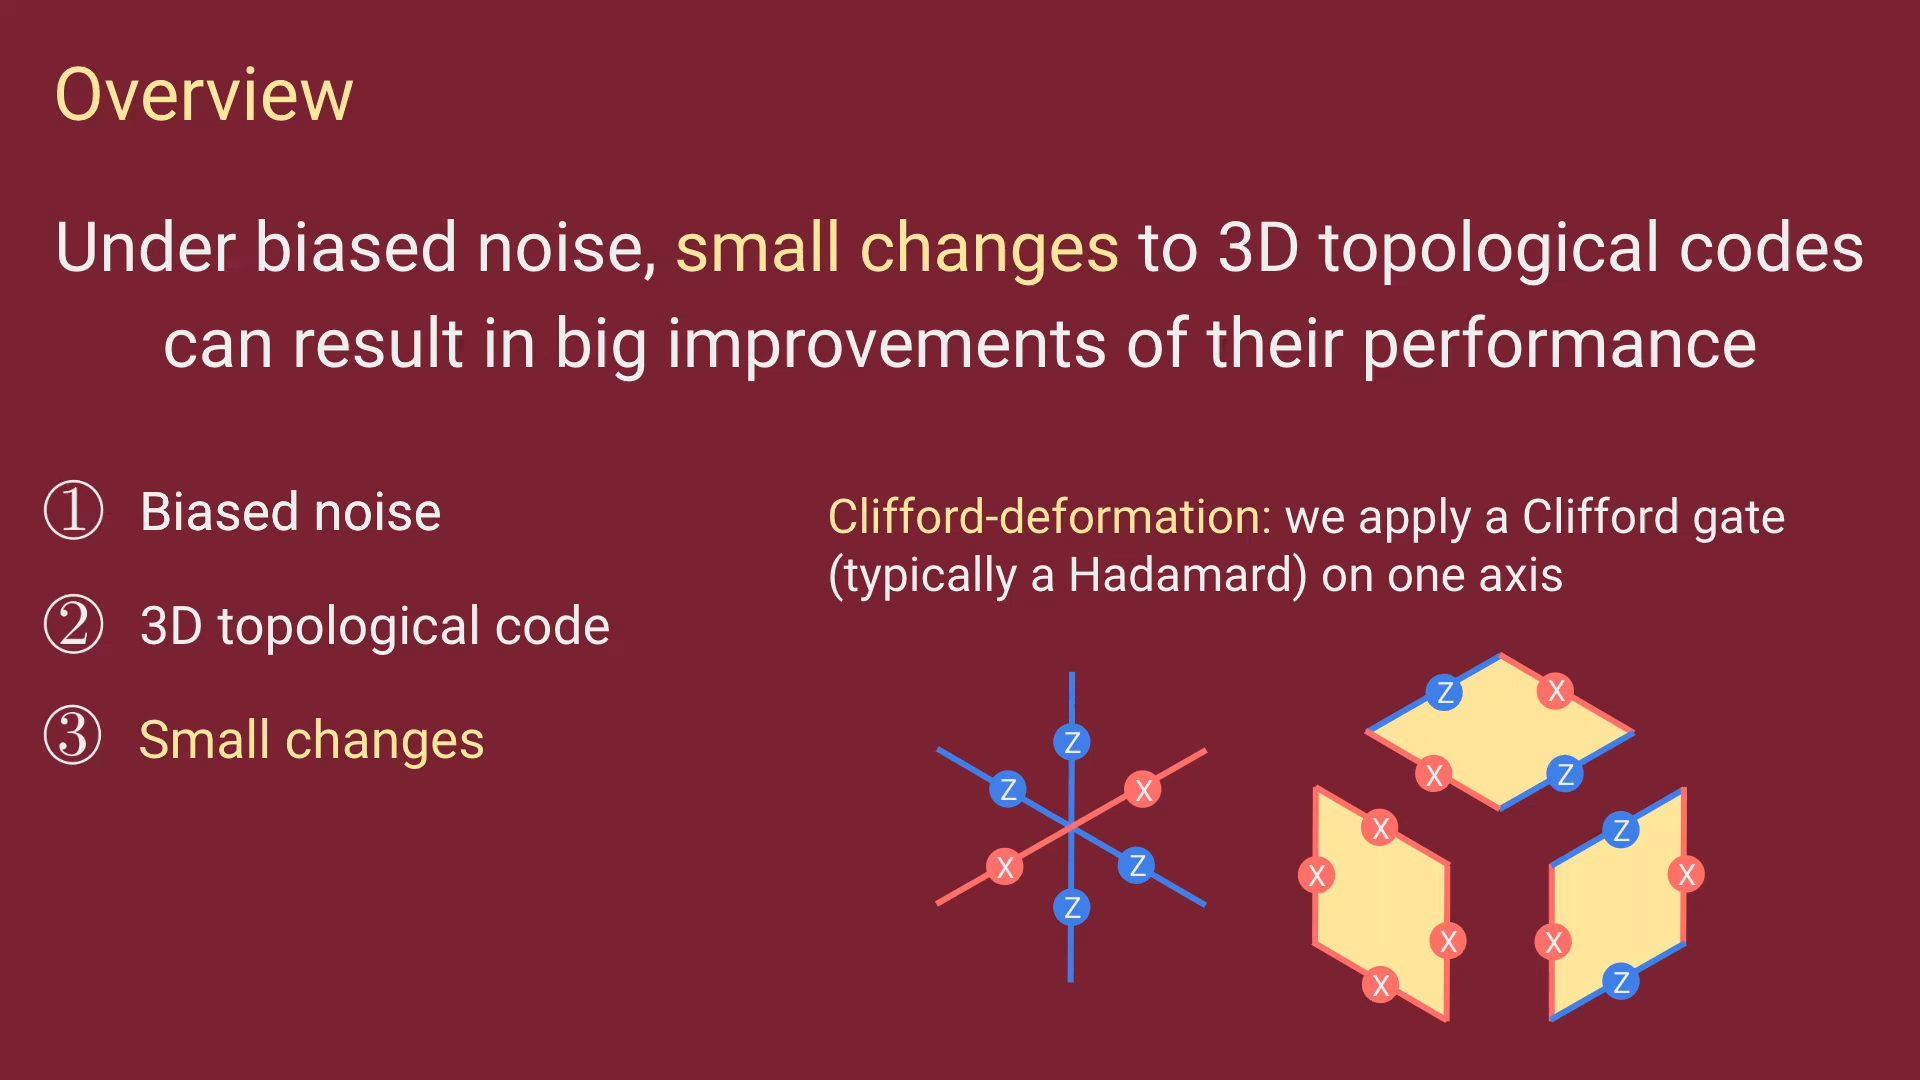 Overview
Under biased noise, small changes to 3D topological codes
can result in big improvements of their performance
① Biased noise
② 3D topological code
③ Small changes
Clifford-deformation: we apply a Clifford gate
(typically a Hadamard) on one axis
Z
Z
X
X
Z
Z
Z
X
X
Z
X
X
X
X
Z
X
X
Z